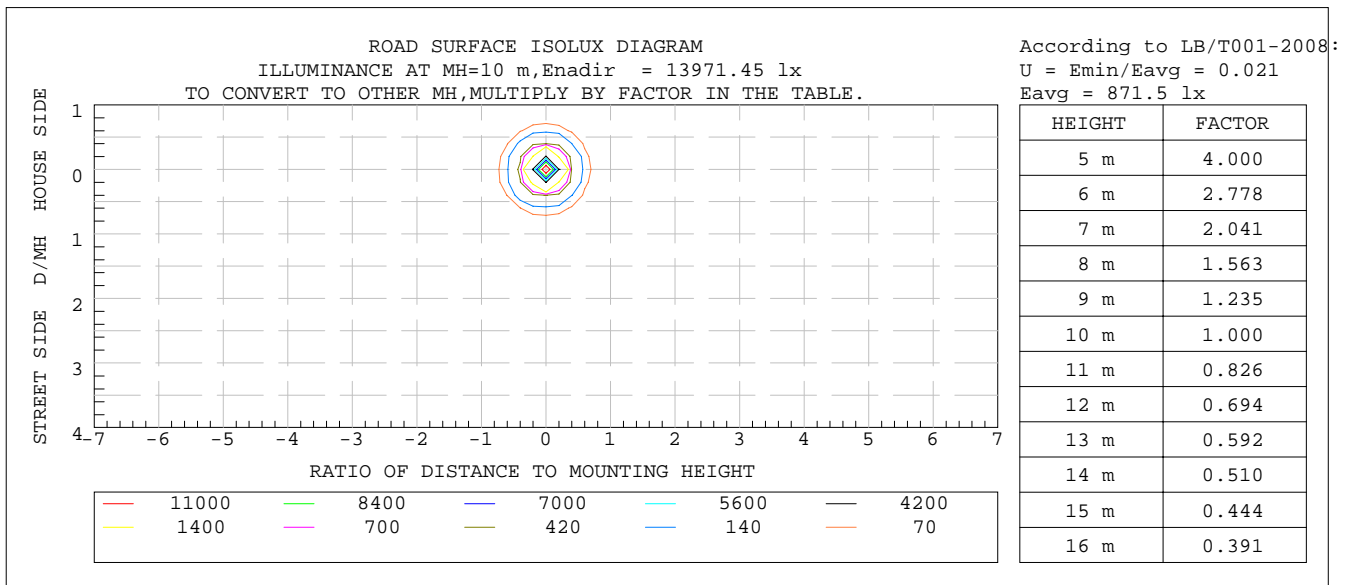 ROAD SURFACE ISOLUX DIAGRAM
ILLUMINANCE AT MH=10 m,Enadir = 13971.45 lx
TO CONVERT TO OTHER MH,MULTIPLY BY FACTOR IN THE TABLE.
STREET SIDE D/MH HOUSE SIDE
1
0
1
2
3
4
-7 -6 -5 -4 -3 -2 -1 0 1 2 3 4 5 6 7
RATIO OF DISTANCE TO MOUNTING HEIGHT
11000 8400 7000 5600 4200
1400 700 420 140 70
According to LB/T001-2008:
U = Emin/Eavg = 0.021
Eavg = 871.5 lx
HEIGHT FACTOR
5 m 4.000
6 m 2.778
7 m 2.041
8 m 1.563
9 m 1.235
10 m 1.000
11 m 0.826
12 m 0.694
13 m 0.592
14 m 0.510
15 m 0.444
16 m 0.391